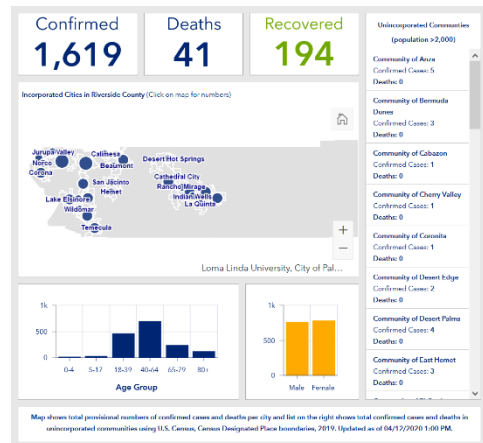 Confirmed
1,619
Deaths
41
Recovered
194
Incorporated Cities in Riverside County (Click on map for numbers)
Jurupa Valley
Norco
Corona
Calimesa
Beaumont
Desert Hot Springs
San Jacinto
Hemet
Cathedral City
Rancho Mirage
Indian Wells
La Quinta
Lake Elsinore
Wildomar
Temecula
+
−
Loma Linda University, City of Pal...
1k
500
0
0-4 5-17 18-39 40-64 65-79 80+
Age Group
1k
500
0
Male Female
Unincorporated Communities
(population >2,000)
Community of Anza
Confirmed Cases: 5
Deaths: 0
Community of Bermuda
Dunes
Confirmed Cases: 3
Deaths: 0
Community of Cabazon
Confirmed Cases: 1
Deaths: 0
Community of Cherry Valley
Confirmed Cases: 1
Deaths: 0
Community of Coronita
Confirmed Cases: 1
Deaths: 0
Community of Desert Edge
Confirmed Cases: 2
Deaths: 0
Community of Desert Palms
Confirmed Cases: 4
Deaths: 0
Community of East Hemet
Confirmed Cases: 3
Deaths: 0
Map shows total provisional numbers of confirmed cases and deaths per city and list on the right shows total confirmed cases and deaths in
unincorporated communities using U.S. Census, Census Designated Place boundaries, 2019. Updated as of 04/12/2020 1:00 PM.